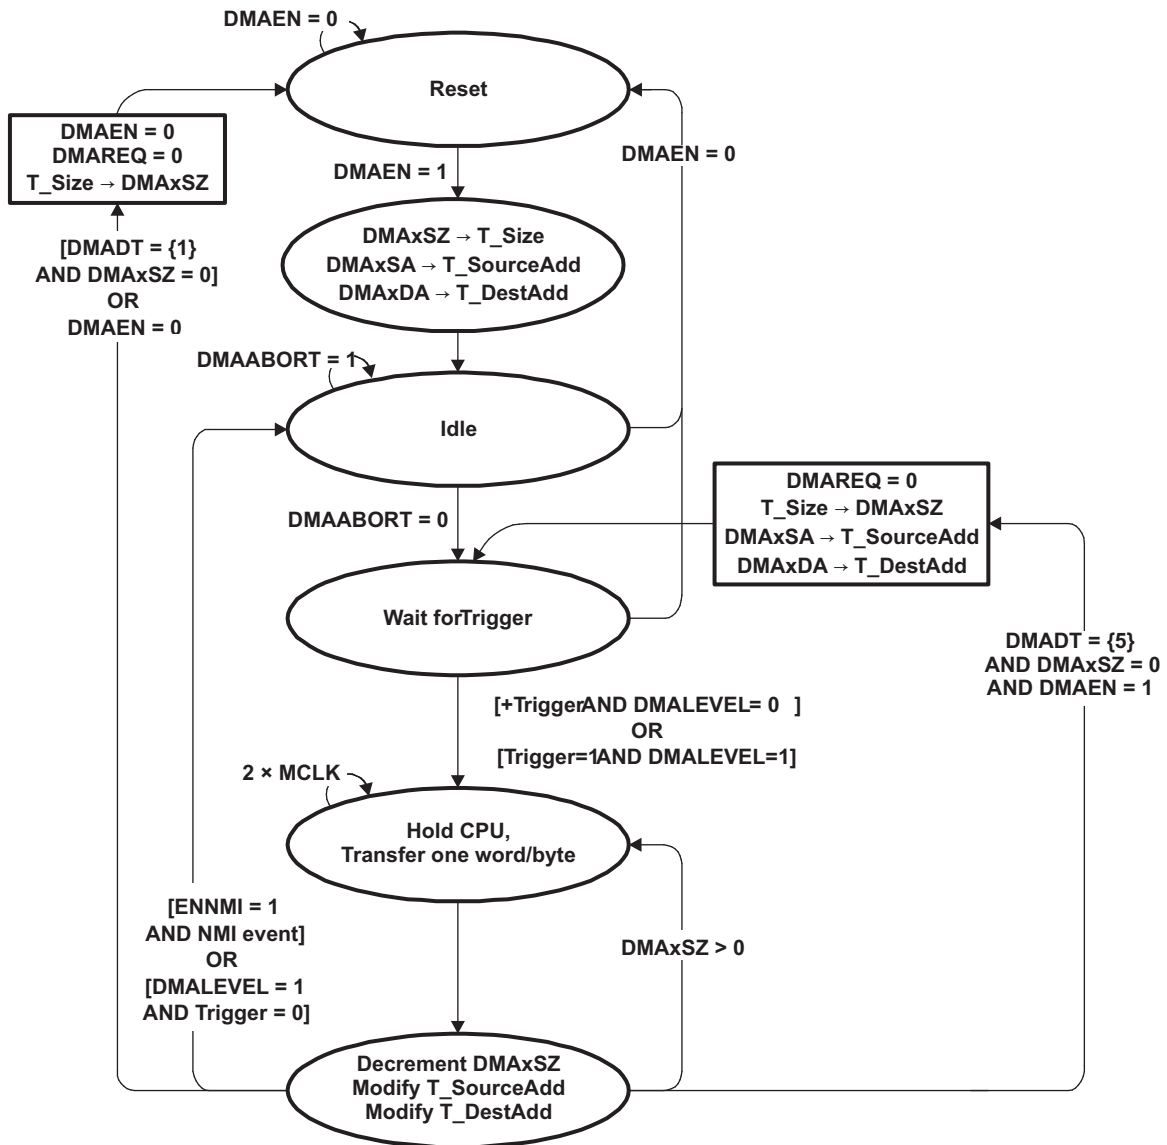 DMAEN = 0
Reset
DMAEN = 0
DMAREQ = 0
T_Size → DMAxSZ
DMAEN = 1
DMAEN = 0
DMAxSZ → T_Size
DMAxSA → T_SourceAdd
DMAxDA → T_DestAdd
[DMADT = {1}
AND DMAxSZ = 0]
OR
DMAEN = 0
DMAABORT = 1
Idle
DMAABORT = 0
DMAREQ = 0
T_Size → DMAxSZ
DMAxSA → T_SourceAdd
DMAxDA → T_DestAdd
Wait forTrigger
DMADT = {5}
AND DMAxSZ = 0
AND DMAEN = 1
[+TriggerAND DMALEVEL= 0 ]
OR
[Trigger=1AND DMALEVEL=1]
2 × MCLK
Hold CPU,
Transfer one word/byte
[ENNMI = 1
AND NMI event]
OR
[DMALEVEL = 1
AND Trigger = 0]
DMAxSZ > 0
Decrement DMAxSZ
Modify T_SourceAdd
Modify T_DestAdd